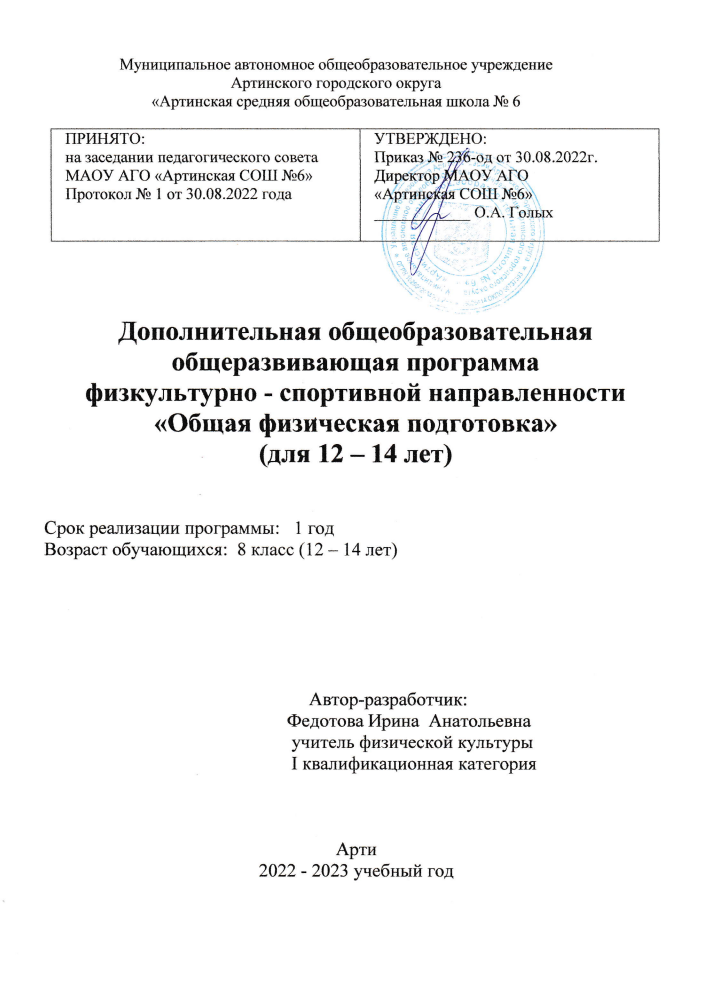 Муниципальное автономное общеобразовательное учреждение
Артинского городского округа
«Артинская средняя общеобразовательная школа № 6
ПРИНЯТО:
на заседании педагогического совета
МАОУ АГО «Артинская СОШ №6»
Протокол № 1 от 30.08.2022 года
УТВЕРЖДЕНО:
Приказ № 236-од от 30.08.2022г.
Директор МАОУ АГО
«Артинская СОШ №6»
____________ О.А. Голых
Дополнительная общеобразовательная
общеразвивающая программа
физкультурно - спортивной направленности
«Общая физическая подготовка»
(для 12 – 14 лет)
Срок реализации программы: 1 год
Возраст обучающихся: 8 класс (12 – 14 лет)
Автор-разработчик:
Федотова Ирина Анатольевна
учитель физической культуры
I квалификационная категория
Арти
2022 - 2023 учебный год